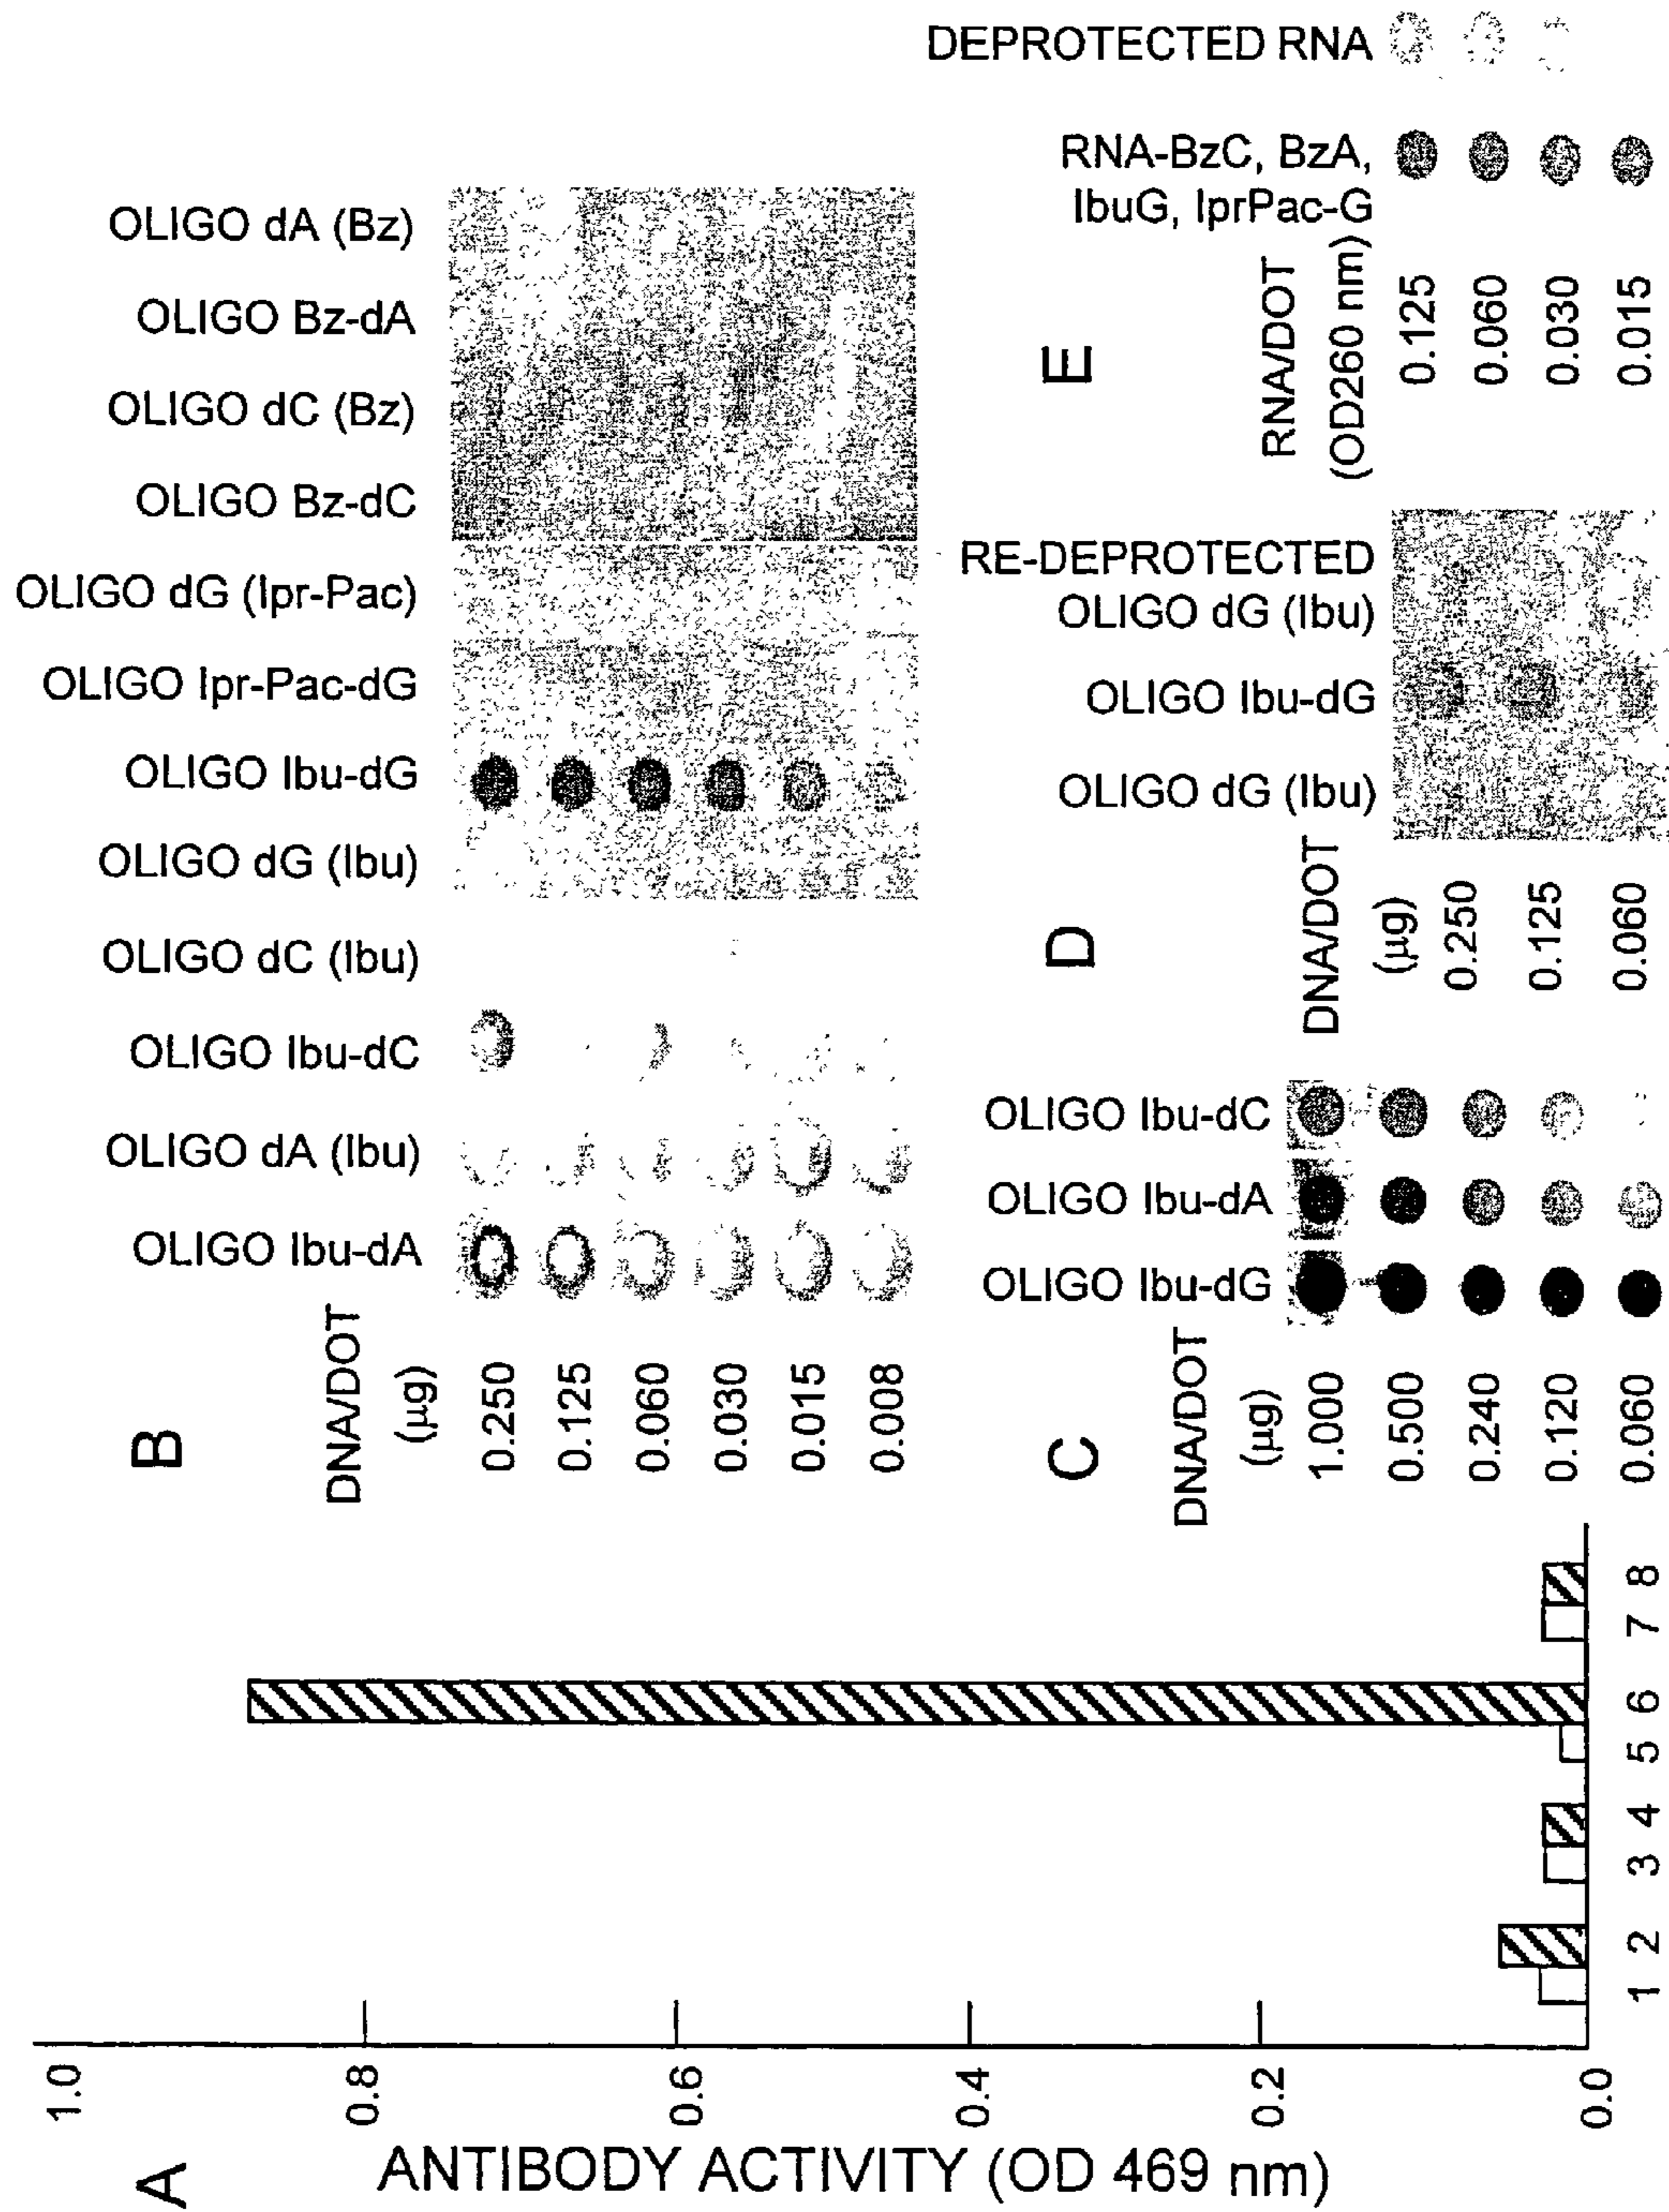 A
ANTIBODY ACTIVITY (OD 469 nm)
1.0
0.8
0.6
0.4
0.2
0.0
1 2 3 4 5 6 7 8
B
DNA/DOT
(µg)
0.250
0.125
0.060
0.030
0.015
0.008
OLIGO Ibu-dA
OLIGO dA (Ibu)
OLIGO Ibu-dC
OLIGO dC (Ibu)
OLIGO dG (Ibu)
OLIGO Ibu-dG
OLIGO Ipr-Pac-dG
OLIGO dG (Ipr-Pac)
OLIGO Bz-dC
OLIGO dC (Bz)
OLIGO Bz-dA
OLIGO dA (Bz)
C
DNA/DOT
(µg)
1.000
0.500
0.240
0.120
0.060
OLIGO Ibu-dG
OLIGO Ibu-dA
OLIGO Ibu-dC
D
DNA/DOT
(µg)
0.250
0.125
0.060
OLIGO dG (Ibu)
OLIGO Ibu-dG
RE-DEPROTECTED
OLIGO dG (Ibu)
E
RNA/DOT
(OD260 nm)
0.125
0.060
0.030
0.015
RNA-BzC, BzA,
IbuG, IprPac-G
DEPROTECTED RNA